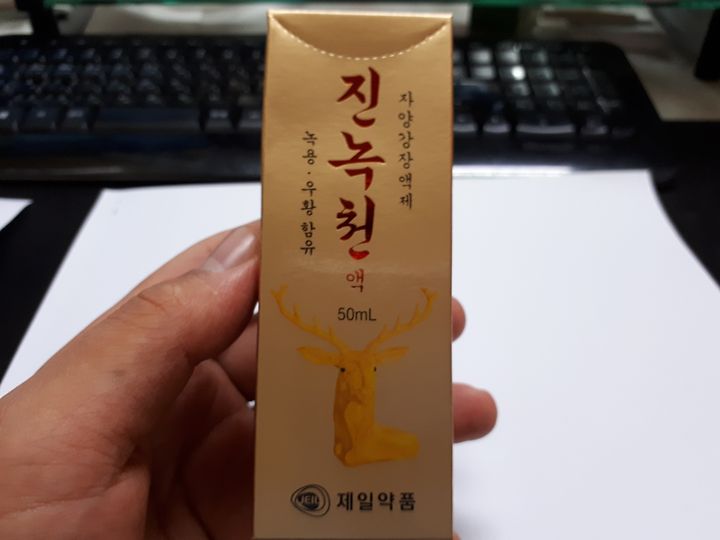 자양강장액제
진녹천액
녹용·우황함유
50mL
JEIL 제일약품